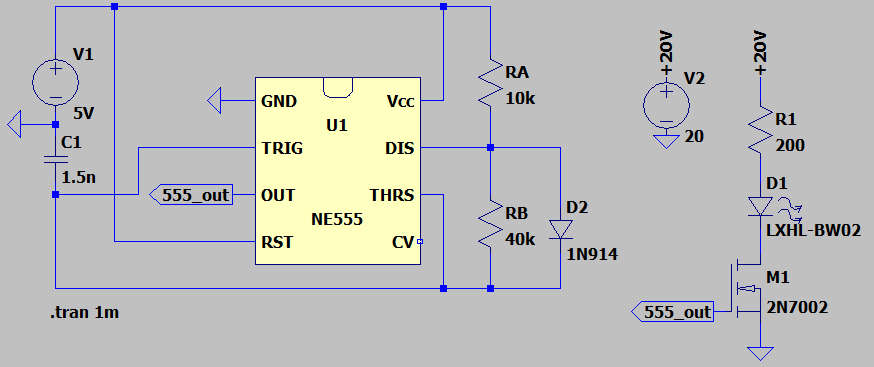 V1
5V
C1
1.5n
GND
TRIG
OUT
RST
U1
NE555
Vcc
DIS
THRS
CV
555_out
RA
10k
RB
40k
D2
1N914
.tran 1m
+20V
V2
20
+20V
R1
200
D1
LXHL-BW02
M1
2N7002
555_out